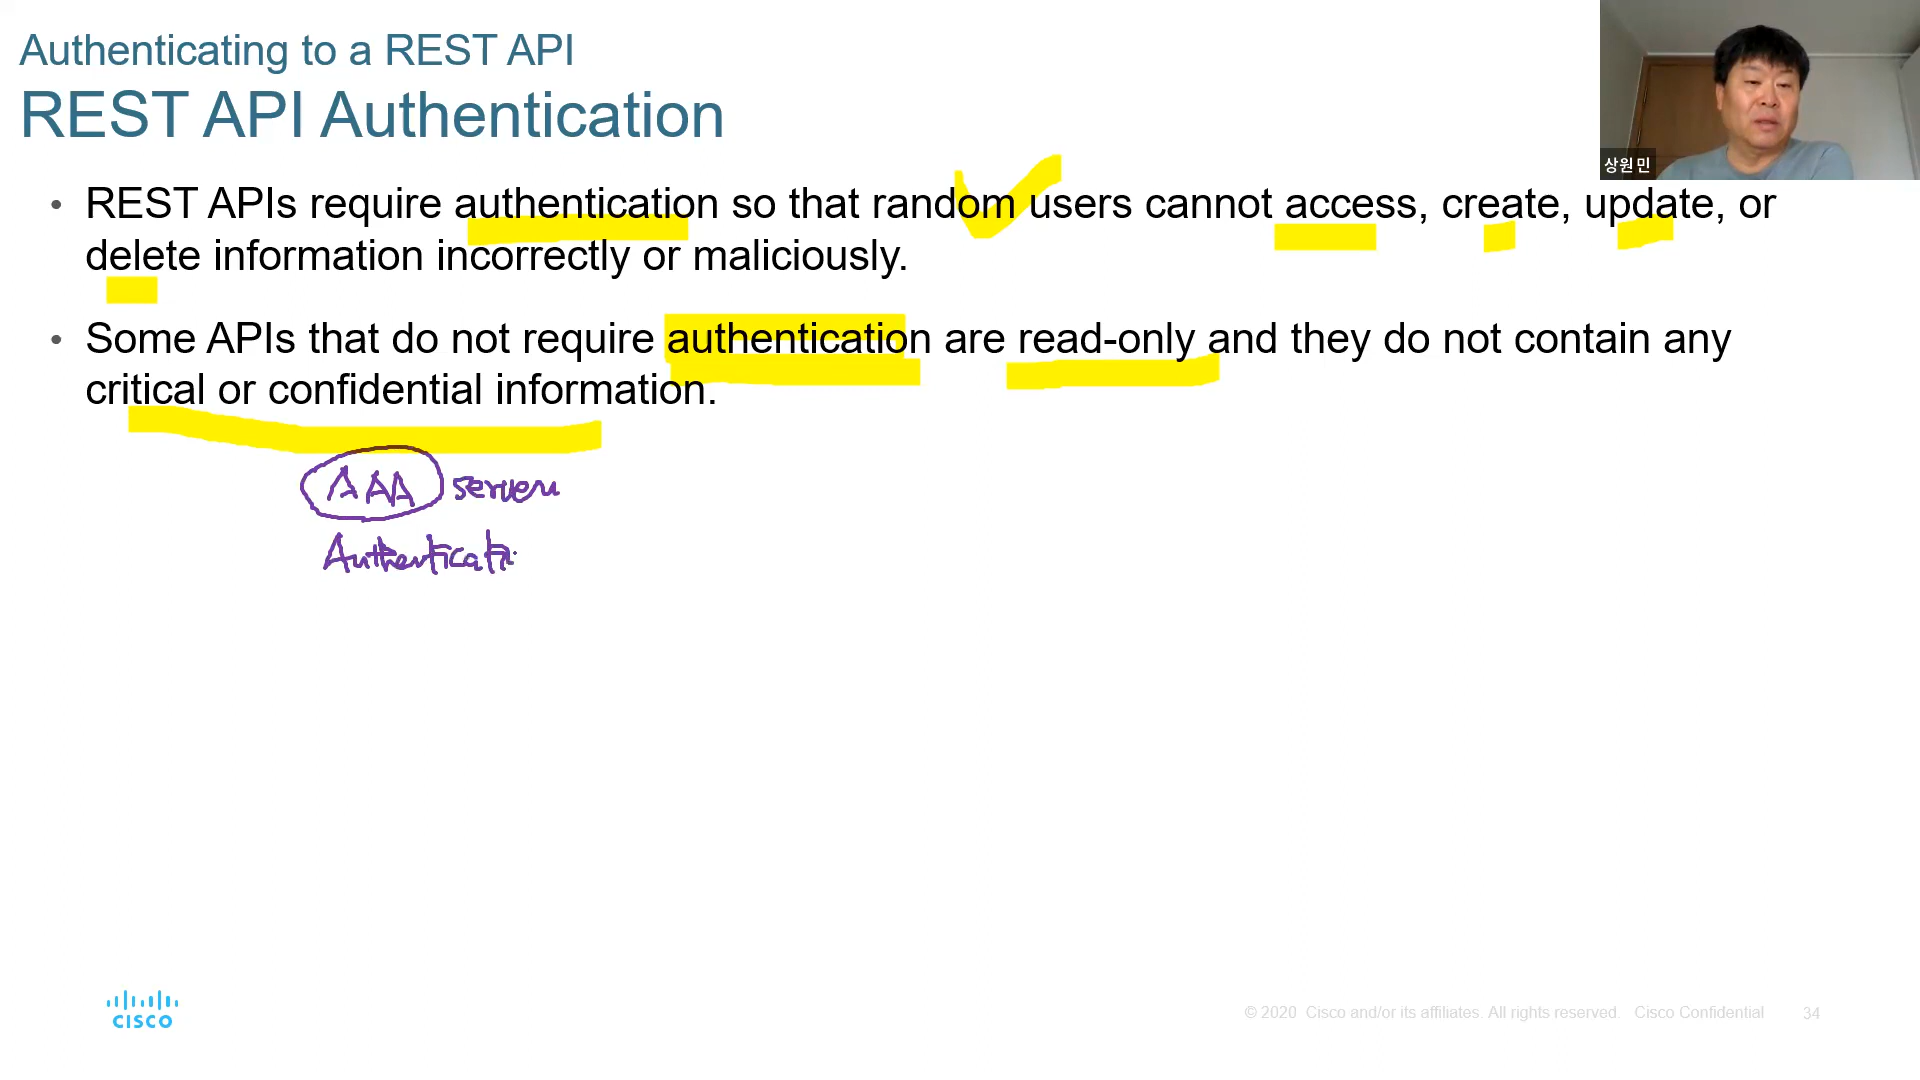 Authenticating to a REST API
REST API Authentication
상원 민
• REST APIs require authentication so that random users cannot access, create, update, or
delete information incorrectly or maliciously.
• Some APIs that do not require authentication are read-only and they do not contain any
critical or confidential information.
AAA server
Authenticati
CISCO
© 2020 Cisco and/or its affiliates. All rights reserved. Cisco Confidential 34